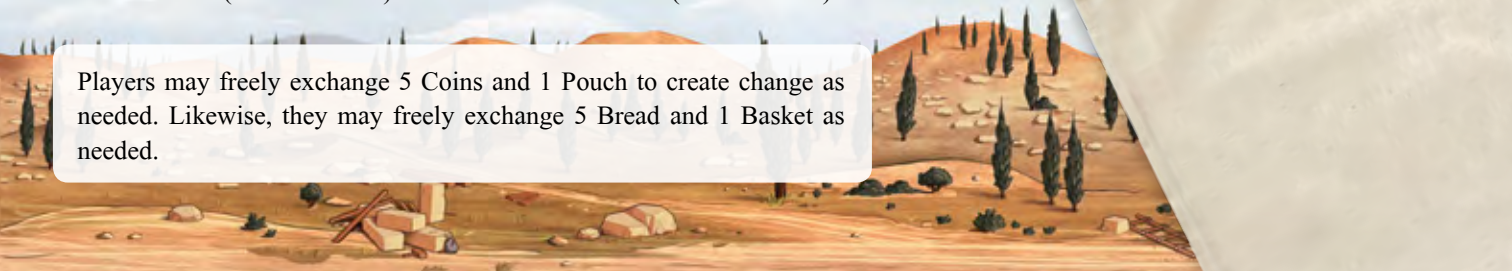 Players may freely exchange 5 Coins and 1 Pouch to create change as
needed. Likewise, they may freely exchange 5 Bread and 1 Basket as
needed.